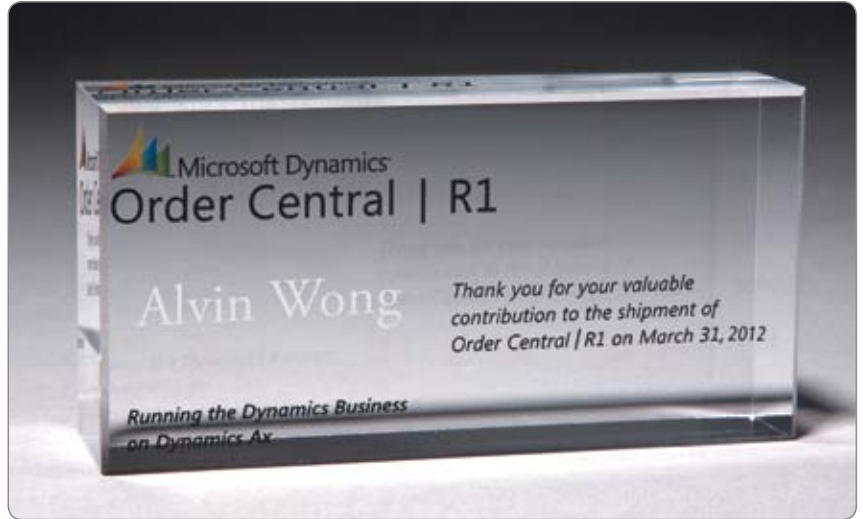 Microsoft Dynamics
Order Central | R1
Alvin Wong
Thank you for your valuable
contribution to the shipment of
Order Central | R1 on March 31, 2012
Running the Dynamics Business
on Dynamics Ax